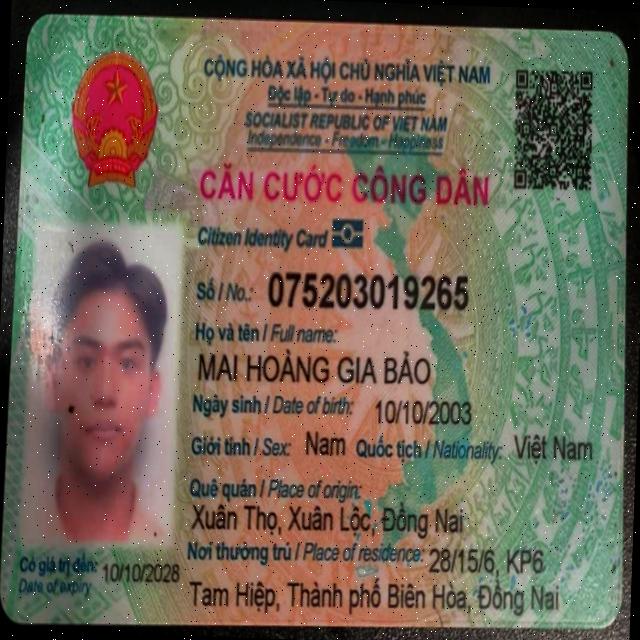 CỘNG HÒA XÃ HỘI CHỦ NGHĨA VIỆT NAM
Độc lập - Tự do - Hạnh phúc
SOCIALIST REPUBLIC OF VIET NAM
Independence - Freedom - Happiness
CĂN CƯỚC CÔNG DÂN
Citizen Identity Card
Số / No.: 075203019265
Họ và tên / Full name:
MAI HOÀNG GIA BẢO
Ngày sinh / Date of birth: 10/10/2003
Giới tính / Sex: Nam Quốc tịch / Nationality: Việt Nam
Quê quán / Place of origin:
Xuân Thọ, Xuân Lộc, Đồng Nai
Nơi thường trú / Place of residence: 28/15/6, KP6
Tam Hiệp, Thành phố Biên Hòa, Đồng Nai
Có giá trị đến: 10/10/2028
Date of expiry